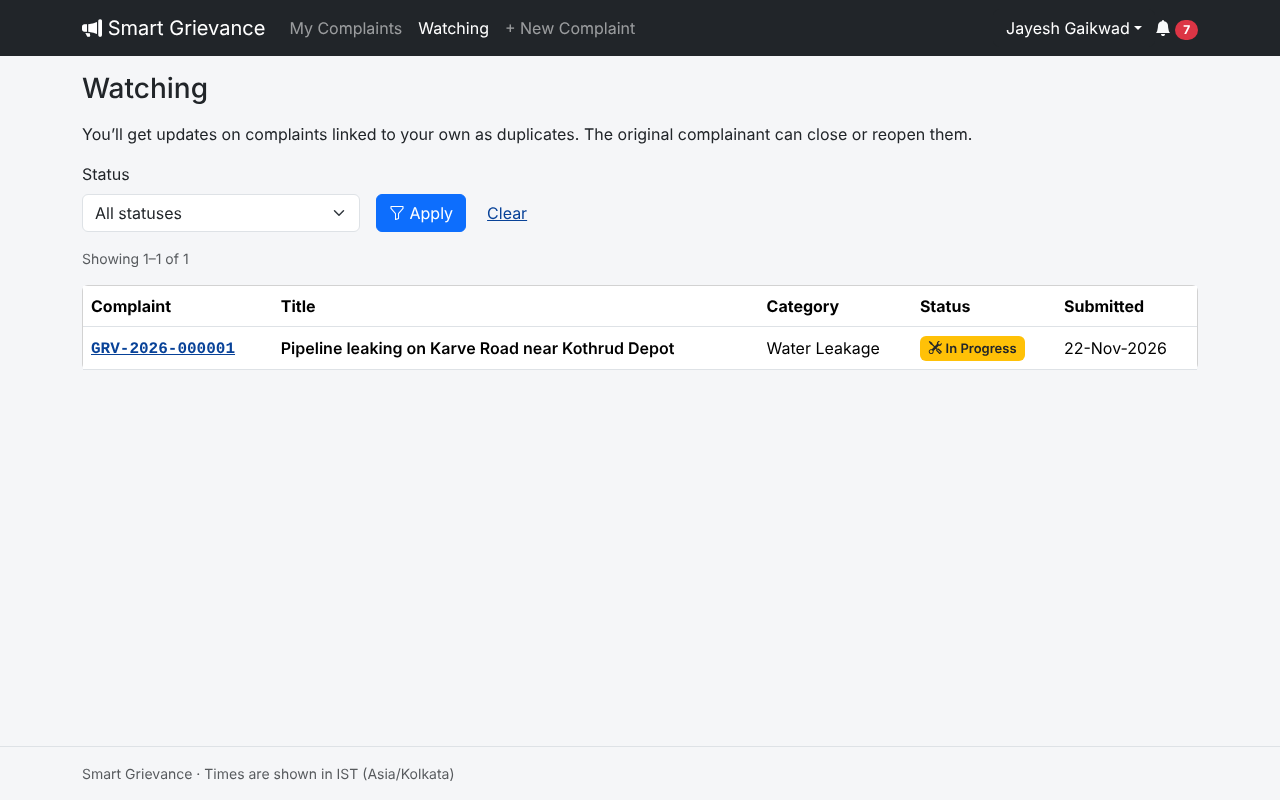 Smart Grievance My Complaints Watching + New Complaint Jayesh Gaikwad 7
Watching
You’ll get updates on complaints linked to your own as duplicates. The original complainant can close or reopen them.
Status
All statuses Apply Clear
Showing 1–1 of 1
Complaint Title Category Status Submitted
GRV-2026-000001 Pipeline leaking on Karve Road near Kothrud Depot Water Leakage In Progress 22-Nov-2026
Smart Grievance · Times are shown in IST (Asia/Kolkata)